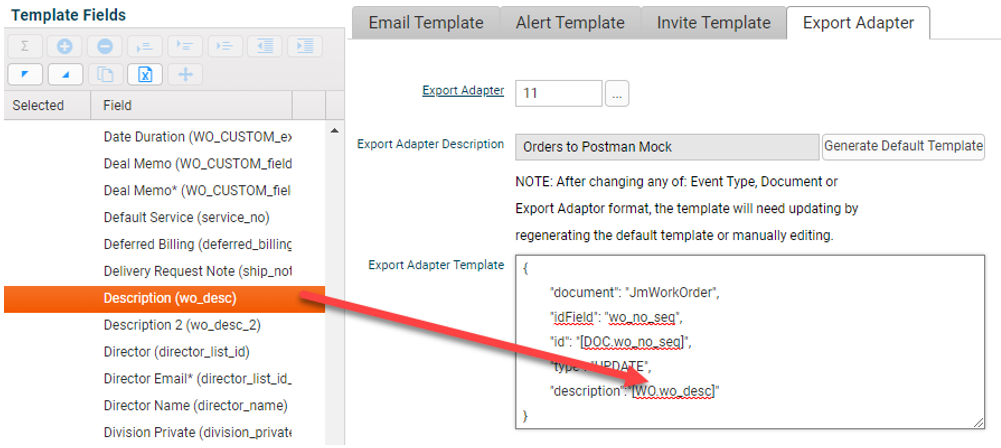 Template Fields
Σ
Selected Field
Date Duration (WO_CUSTOM_ex
Deal Memo (WO_CUSTOM_field
Deal Memo* (WO_CUSTOM_fiel
Default Service (service_no)
Deferred Billing (deferred_billing
Delivery Request Note (ship_not
Description (wo_desc)
Description 2 (wo_desc_2)
Director (director_list_id)
Director Email* (director_list_id_
Director Name (director_name)
Division Private (division_private
Email Template Alert Template Invite Template Export Adapter
Export Adapter 11 ...
Export Adapter Description Orders to Postman Mock Generate Default Template
NOTE: After changing any of: Event Type, Document or
Export Adaptor format, the template will need updating by
regenerating the default template or manually editing.
Export Adapter Template
{
"document": "JmWorkOrder",
"idField": "wo_no_seq",
"id": "[DOC.wo_no_seq]",
"type":"UPDATE",
"description":"[WO.wo_desc]"
}